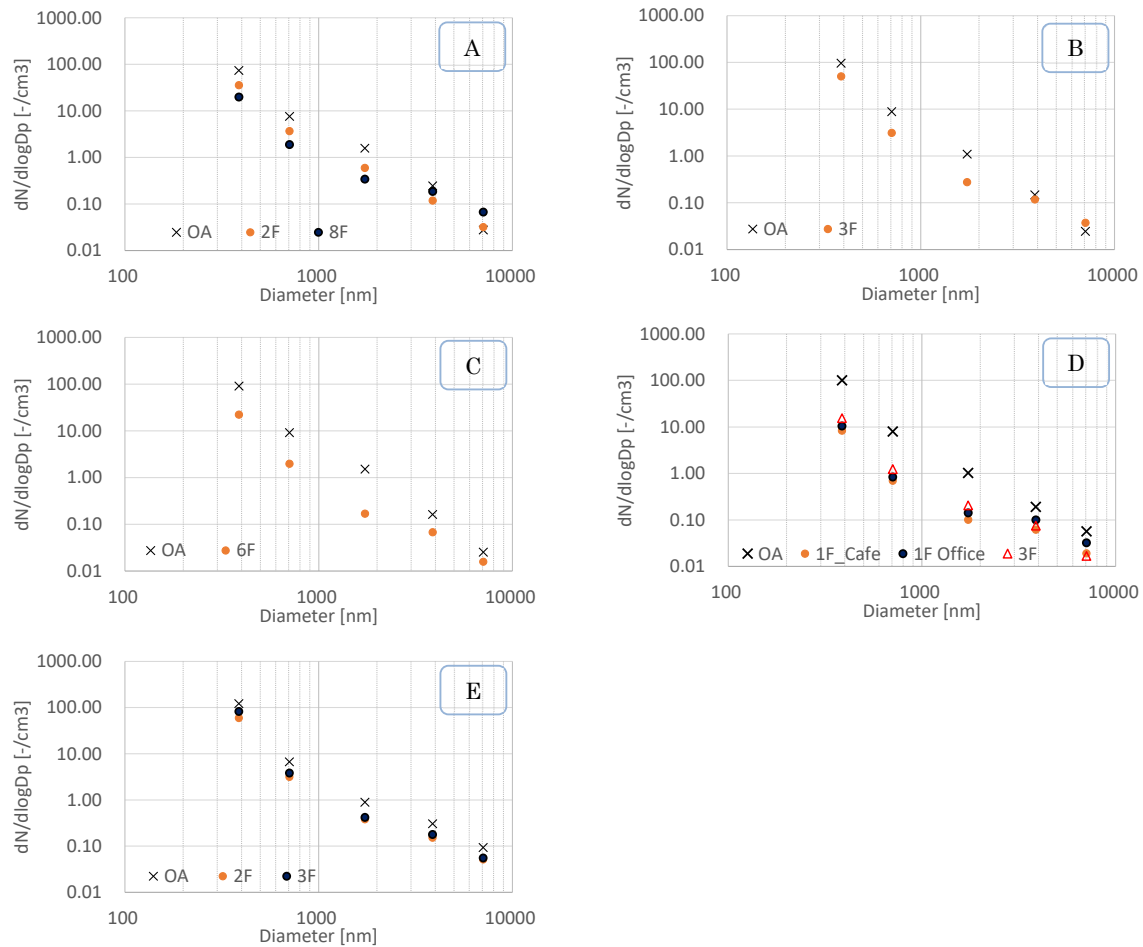 A
dN/dlogDp [-/cm3]
1000.00
100.00
10.00
1.00
0.10
0.01
OA 2F 8F
100 1000 10000
Diameter [nm]
B
dN/dlogDp [-/cm3]
1000.00
100.00
10.00
1.00
0.10
0.01
OA 3F
100 1000 10000
Diameter [nm]
C
dN/dlogDp [-/cm3]
1000.00
100.00
10.00
1.00
0.10
0.01
OA 6F
100 1000 10000
Diameter [nm]
D
dN/dlogDp [-/cm3]
1000.00
100.00
10.00
1.00
0.10
0.01
OA 1F_Cafe 1F Office 3F
100 1000 10000
Diameter [nm]
E
dN/dlogDp [-/cm3]
1000.00
100.00
10.00
1.00
0.10
0.01
OA 2F 3F
100 1000 10000
Diameter [nm]